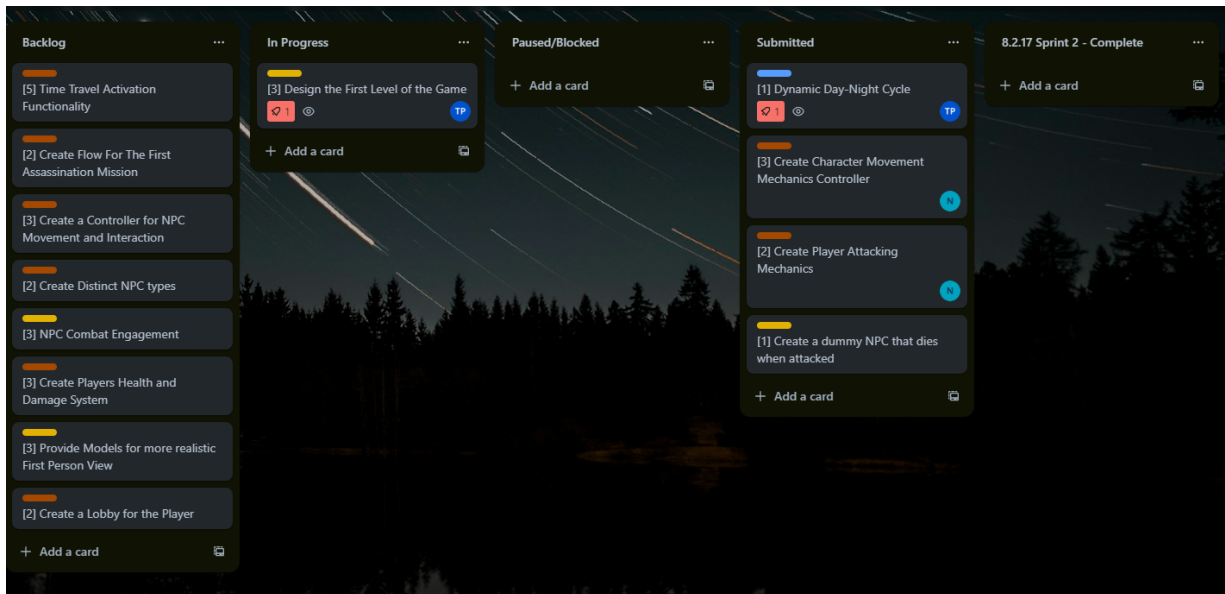 Backlog
[5] Time Travel Activation
Functionality
[2] Create Flow For The First
Assassination Mission
[3] Create a Controller for NPC
Movement and Interaction
[2] Create Distinct NPC types
[3] NPC Combat Engagement
[3] Create Players Health and
Damage System
[3] Provide Models for more realistic
First Person View
[2] Create a Lobby for the Player
+ Add a card
In Progress
[3] Design the First Level of the Game
1
TP
+ Add a card
Paused/Blocked
+ Add a card
Submitted
[1] Dynamic Day-Night Cycle
1
TP
[3] Create Character Movement
Mechanics Controller
N
[2] Create Player Attacking
Mechanics
N
[1] Create a dummy NPC that dies
when attacked
+ Add a card
8.2.17 Sprint 2 - Complete
+ Add a card